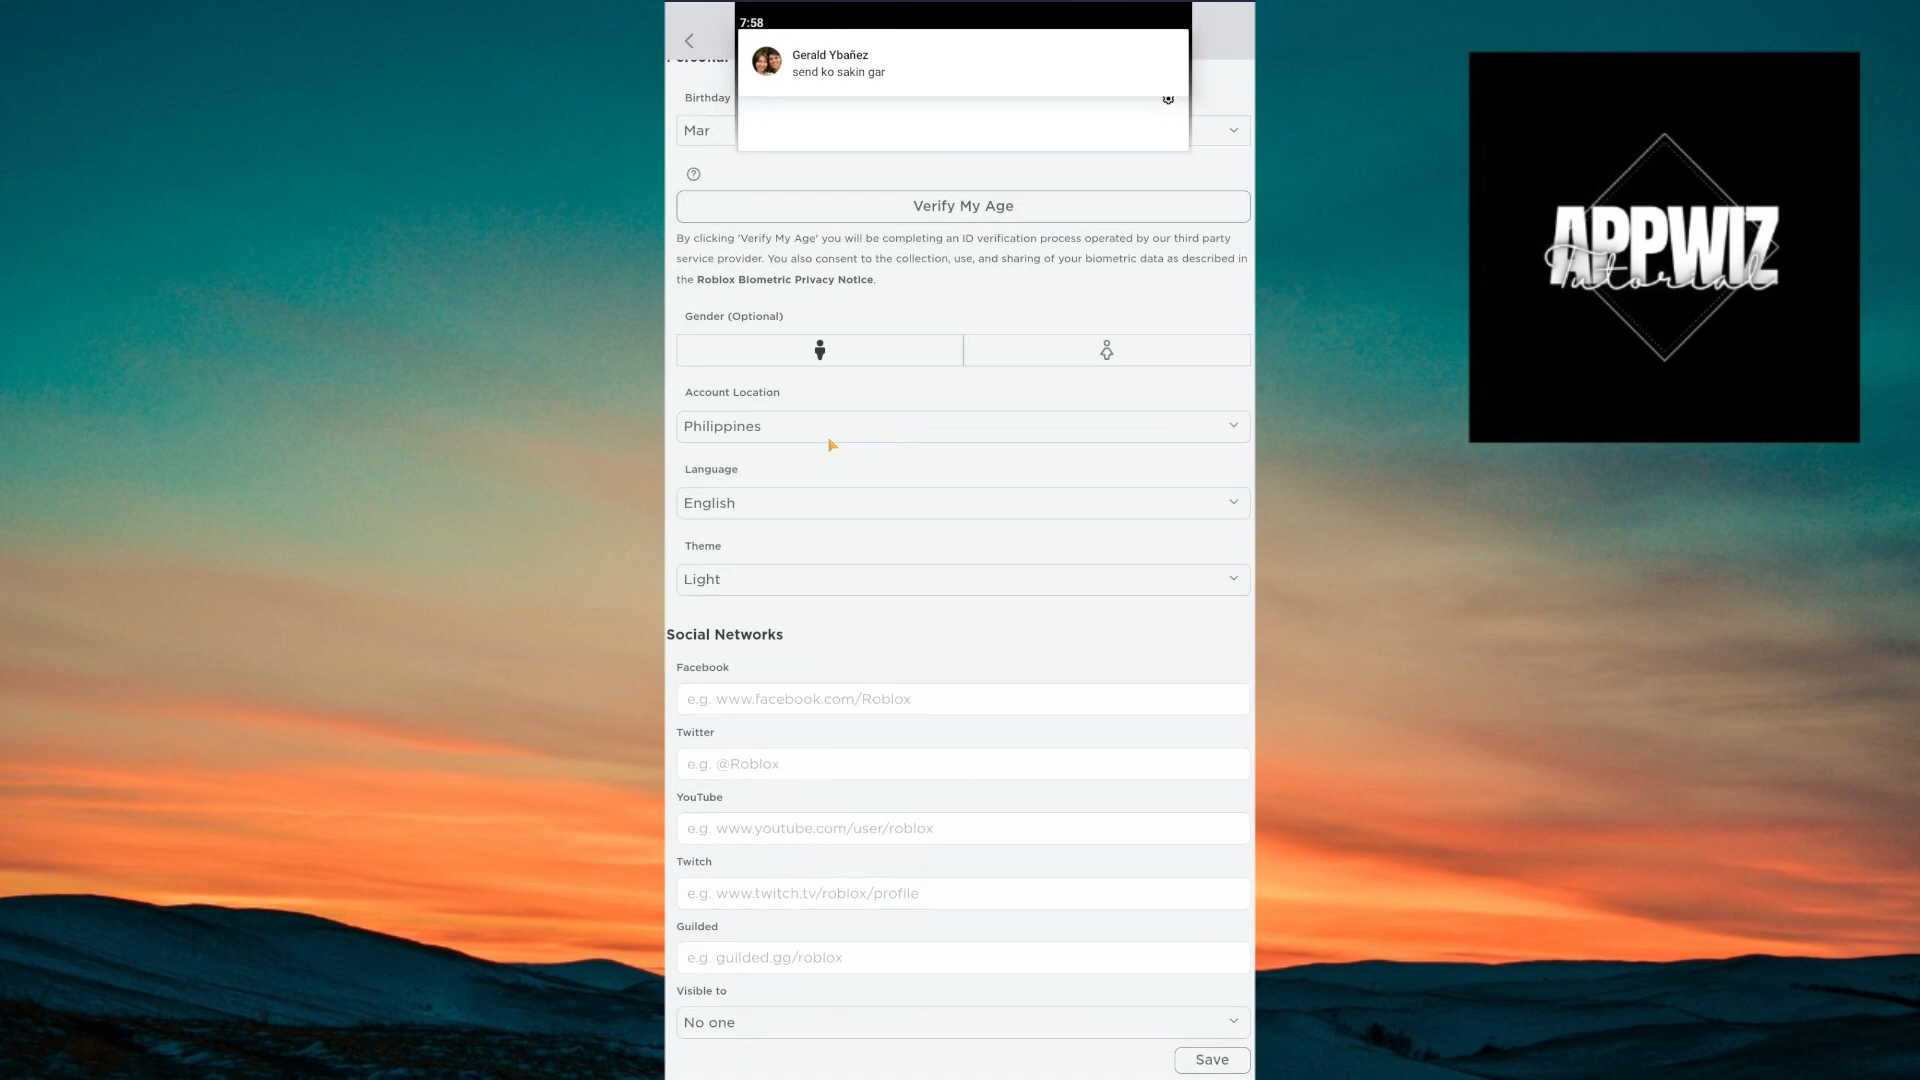 7:58
Gerald Ybañez
send ko sakin gar
Personal
Birthday
Mar
Verify My Age
By clicking 'Verify My Age' you will be completing an ID verification process operated by our third party
service provider. You also consent to the collection, use, and sharing of your biometric data as described in
the Roblox Biometric Privacy Notice.
Gender (Optional)
Account Location
Philippines
Language
English
Theme
Light
Social Networks
Facebook
e.g. www.facebook.com/Roblox
Twitter
e.g. @Roblox
YouTube
e.g. www.youtube.com/user/roblox
Twitch
e.g. www.twitch.tv/roblox/profile
Guilded
e.g. guilded.gg/roblox
Visible to
No one
Save
APPWIZ
Tutorial